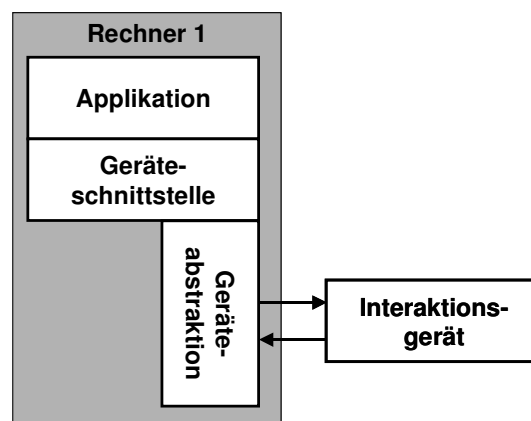 Rechner 1
Applikation
Geräte-
schnittstelle
Geräte-
abstraktion
Interaktions-
gerät